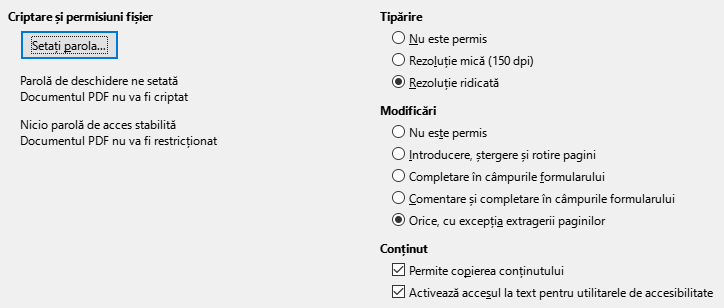 Criptare și permisiuni fișier
Setați parola...
Parolă de deschidere ne setată
Documentul PDF nu va fi criptat
Nicio parolă de acces stabilită
Documentul PDF nu va fi restricționat
Tipărire
Nu este permis
Rezoluție mică (150 dpi)
Rezoluție ridicată
Modificări
Nu este permis
Introducere, ștergere și rotire pagini
Completare în câmpurile formularului
Comentare și completare în câmpurile formularului
Orice, cu excepția extragerii paginilor
Conținut
Permite copierea conținutului
Activează accesul la text pentru utilitarele de accesibilitate